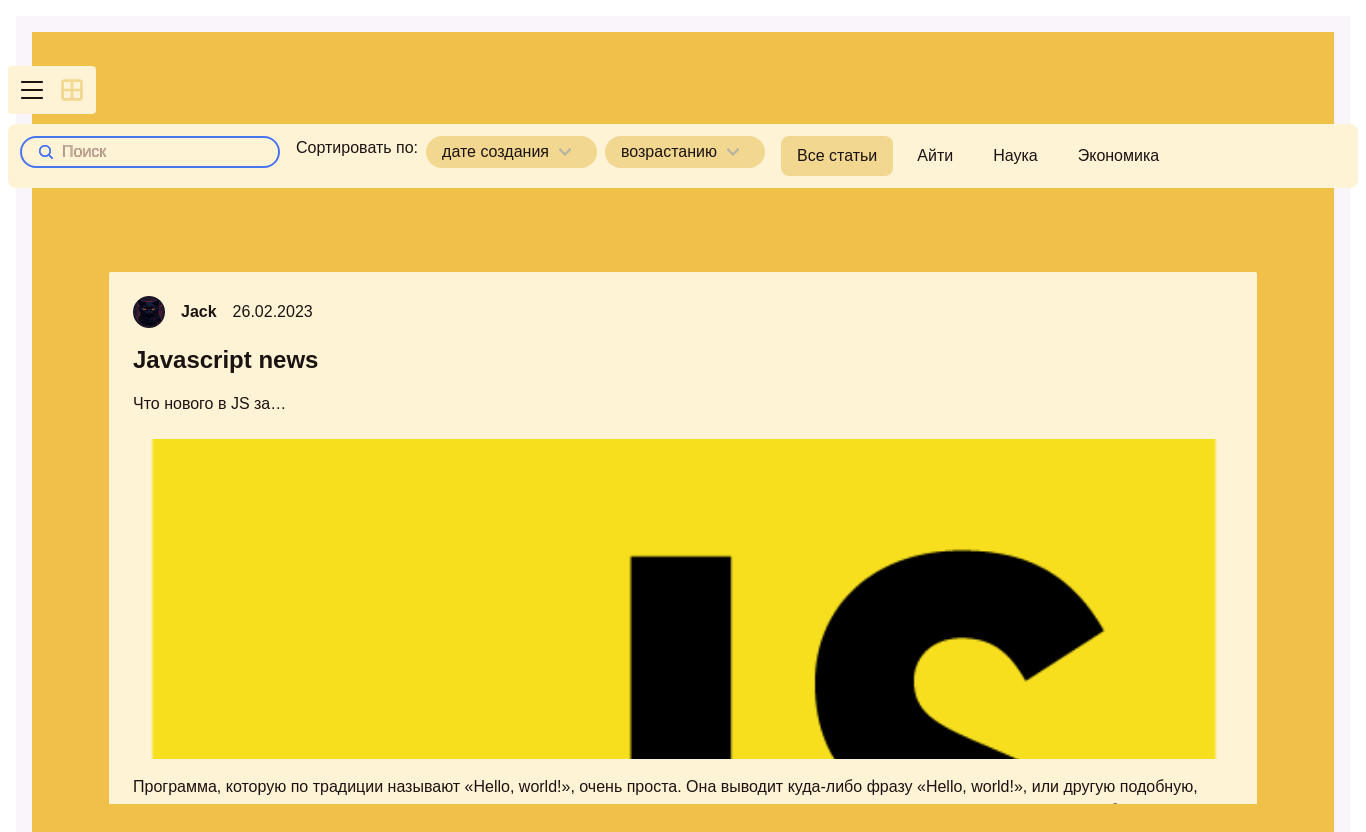 Поиск
Сортировать по: дате создания возрастанию Все статьи Айти Наука Экономика
Jack 26.02.2023
Javascript news
Что нового в JS за…
JS
Программа, которую по традиции называют «Hello, world!», очень проста. Она выводит куда-либо фразу «Hello, world!», или другую подобную,